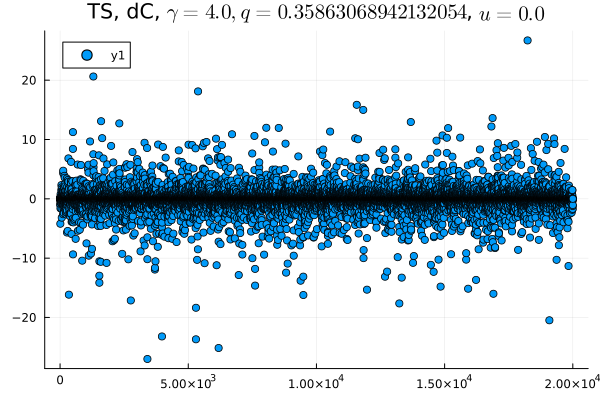 TS, dC, γ = 4.0, q = 0.35863068942132054, u = 0.0
y1
20
10
0
−10
−20
0 5.00×10³ 1.00×10⁴ 1.50×10⁴ 2.00×10⁴